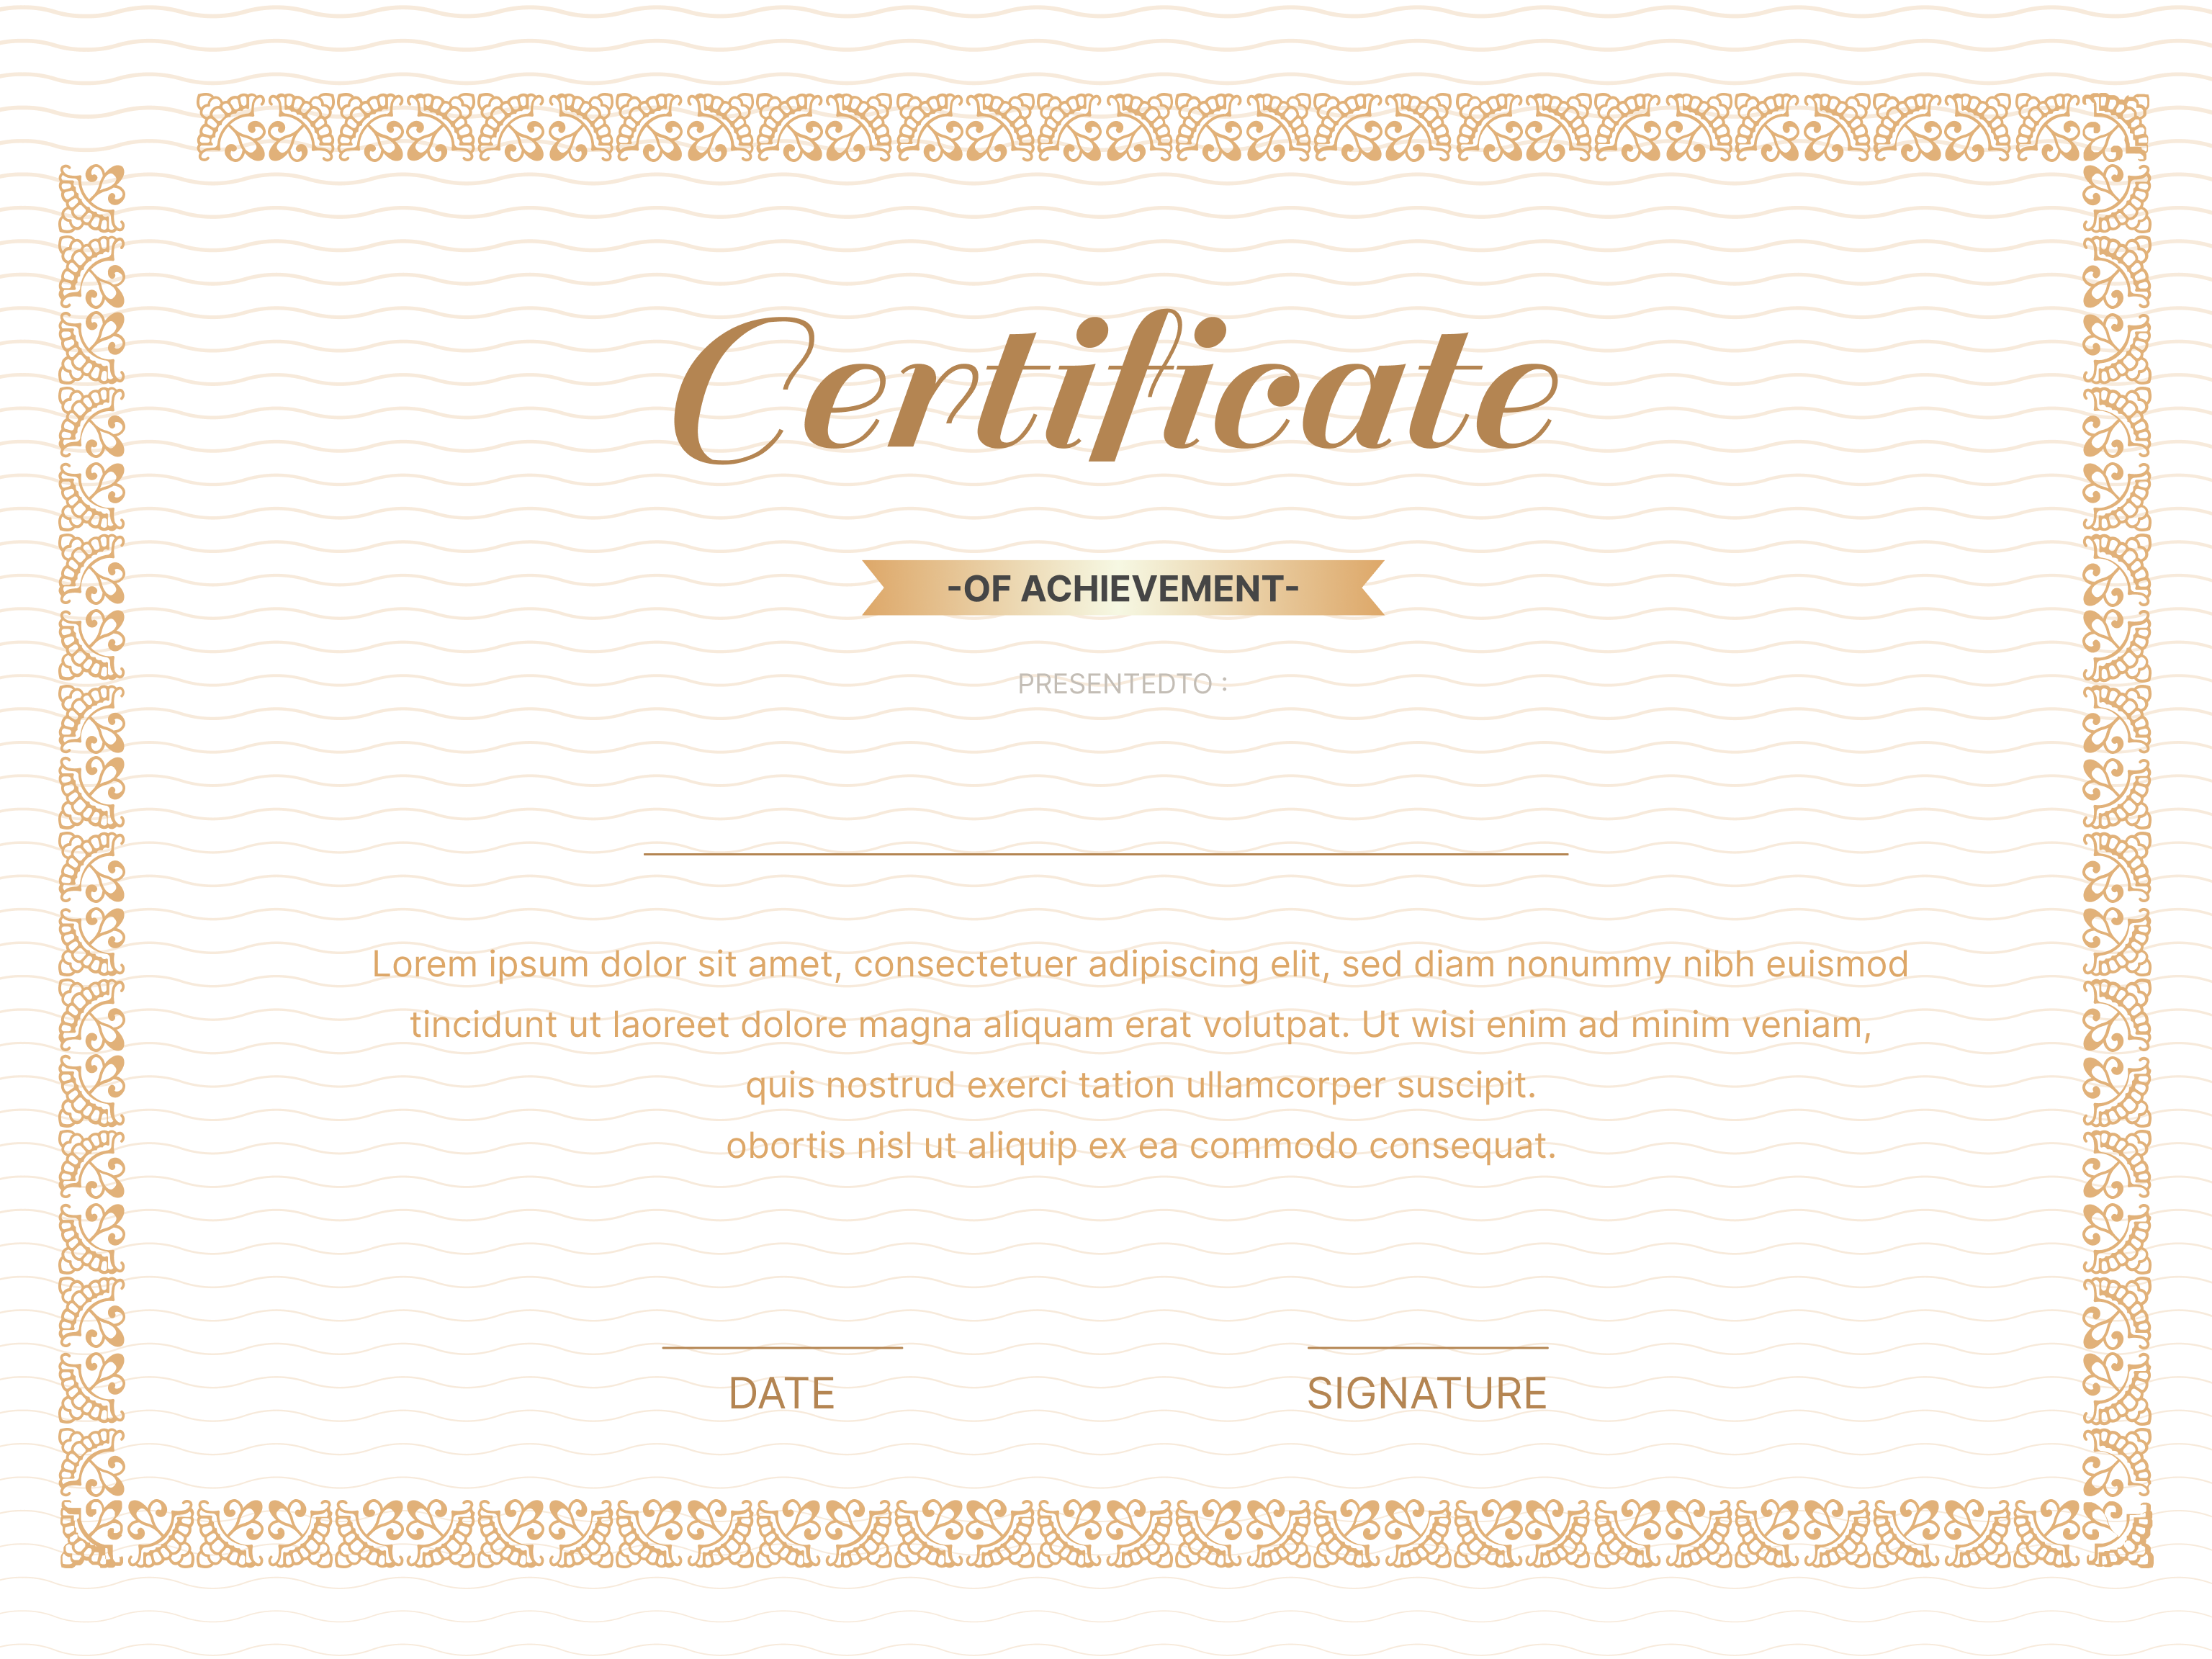 Certificate
-OF ACHIEVEMENT-
PRESENTEDTO :
Lorem ipsum dolor sit amet, consectetuer adipiscing elit, sed diam nonummy nibh euismod
tincidunt ut laoreet dolore magna aliquam erat volutpat. Ut wisi enim ad minim veniam,
quis nostrud exerci tation ullamcorper suscipit.
obortis nisl ut aliquip ex ea commodo consequat.
DATE
SIGNATURE